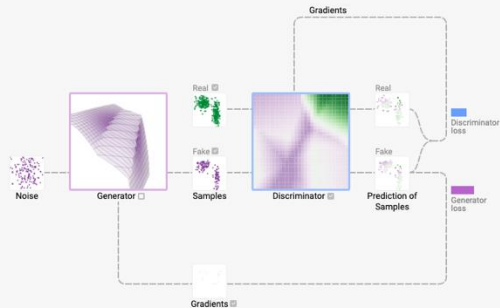 Gradients
Real
Real
Discriminator
loss
Fake
Fake
Noise
Generator
Samples
Discriminator
Prediction of
Samples
Generator
loss
Gradients